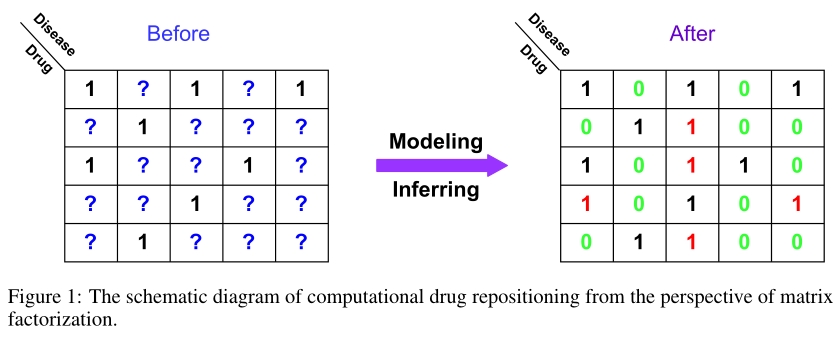 Disease
Drug
Before
1 ? 1 ? 1
? 1 ? ? ?
1 ? ? 1 ?
? ? 1 ? ?
? 1 ? ? ?
Modeling
Inferring
Disease
Drug
After
1 0 1 0 1
0 1 1 0 0
1 0 1 1 0
1 0 1 0 1
0 1 1 0 0
Figure 1: The schematic diagram of computational drug repositioning from the perspective of matrix
factorization.